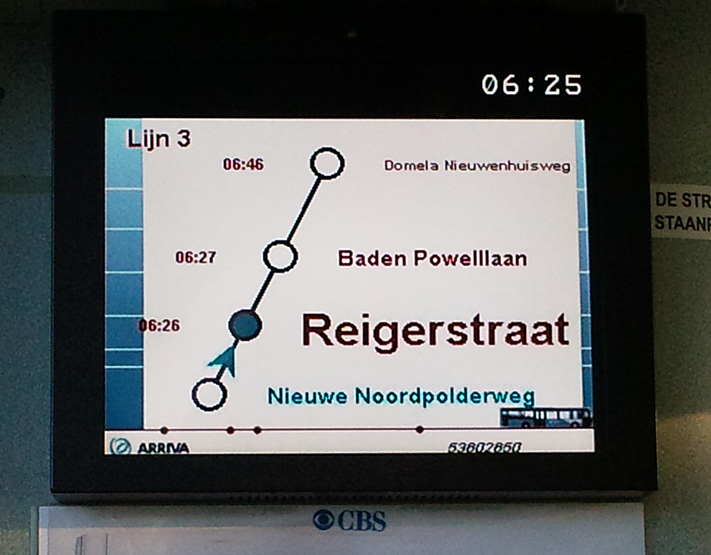 06:25
Lijn 3
06:46 Domela Nieuwenhuisweg
06:27 Baden Powelllaan
06:26 Reigerstraat
Nieuwe Noordpolderweg
ARRIVA 53602650
DE STR
STAANP
CBS